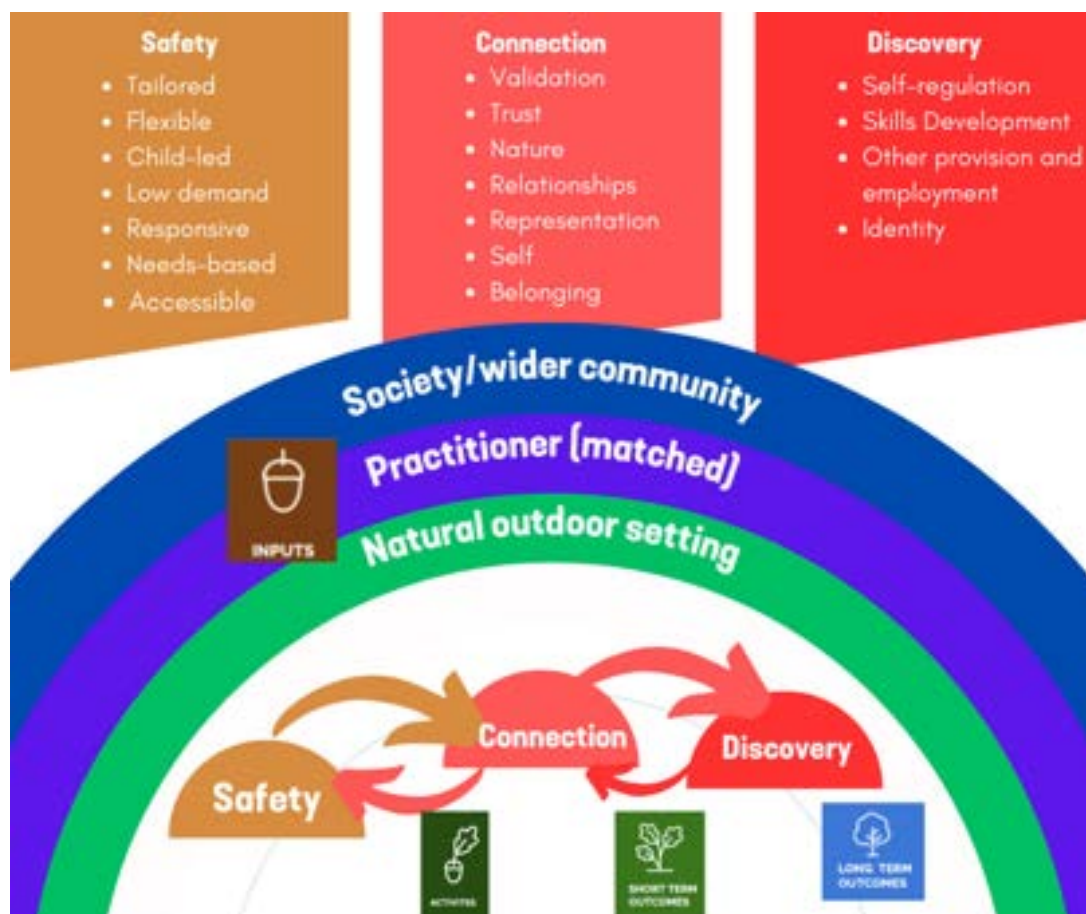 Safety
• Tailored
• Flexible
• Child-led
• Low demand
• Responsive
• Needs-based
• Accessible
Connection
• Validation
• Trust
• Nature
• Relationships
• Representation
• Self
• Belonging
Discovery
• Self-regulation
• Skills Development
• Other provision and
employment
• Identity
Society/wider community
Practitioner (matched)
Natural outdoor setting
INPUTS
Safety
Connection
Discovery
ACTIVITES
SHORT TERM
OUTCOMES
LONG TERM
OUTCOMES